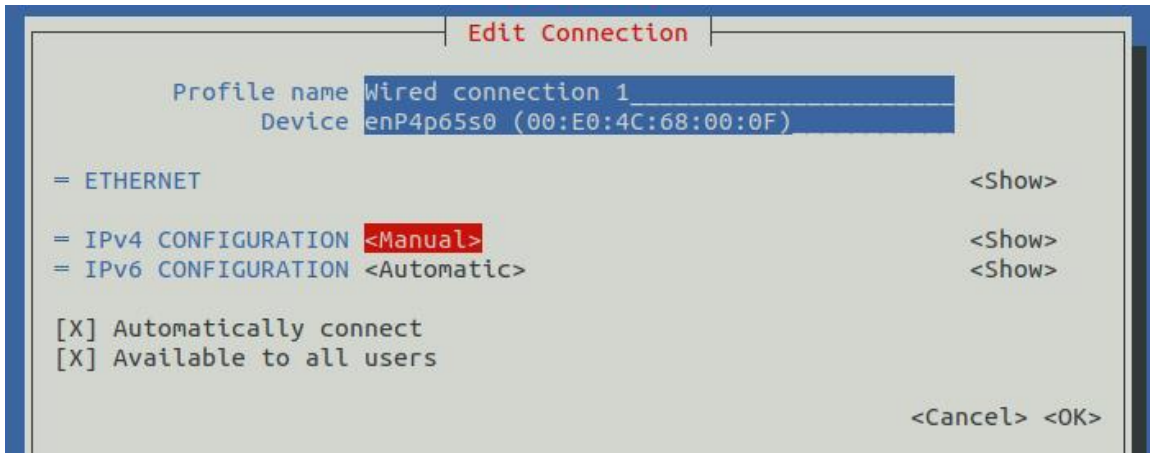 Edit Connection
Profile name Wired connection 1
Device enP4p65s0 (00:E0:4C:68:00:0F)
= ETHERNET <Show>
= IPv4 CONFIGURATION <Manual> <Show>
= IPv6 CONFIGURATION <Automatic> <Show>
[X] Automatically connect
[X] Available to all users
<Cancel> <OK>